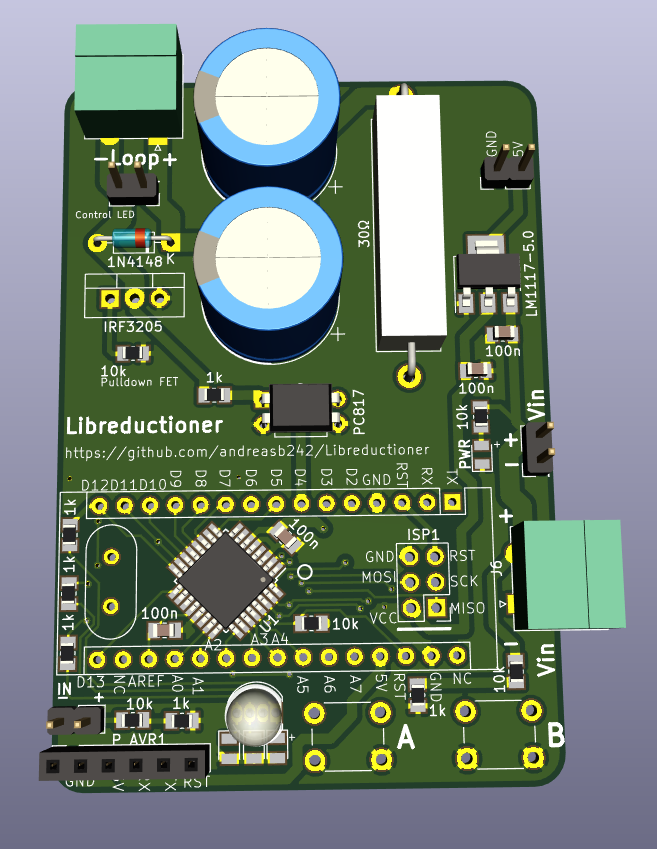 -Loop+
Control LED
1N4148 K
IRF3205
10k
Pulldown FET
1k
PC817
30Ω
+
+
GND
5V
LM1117-5.0
100n
100n
10k
PWR
+
Vin
+
-
Libreductioner
https://github.com/andreasb242/Libreductioner
D12 D11 D10 D9 D8 D7 D6 D5 D4 D3 D2 GND RST RX TX
1k
1k
1k
100n
100n
U1
10k
ISP1
GND RST
MOSI SCK
VCC MISO
J6
+
-
Vin
A2 A3 A4
D13 NC AREF A0 A1 A5 A6 A7 5V RST GND NC
10k
1k
IN
+
10k 1k
P_AVR1
GND RST
+
A
B